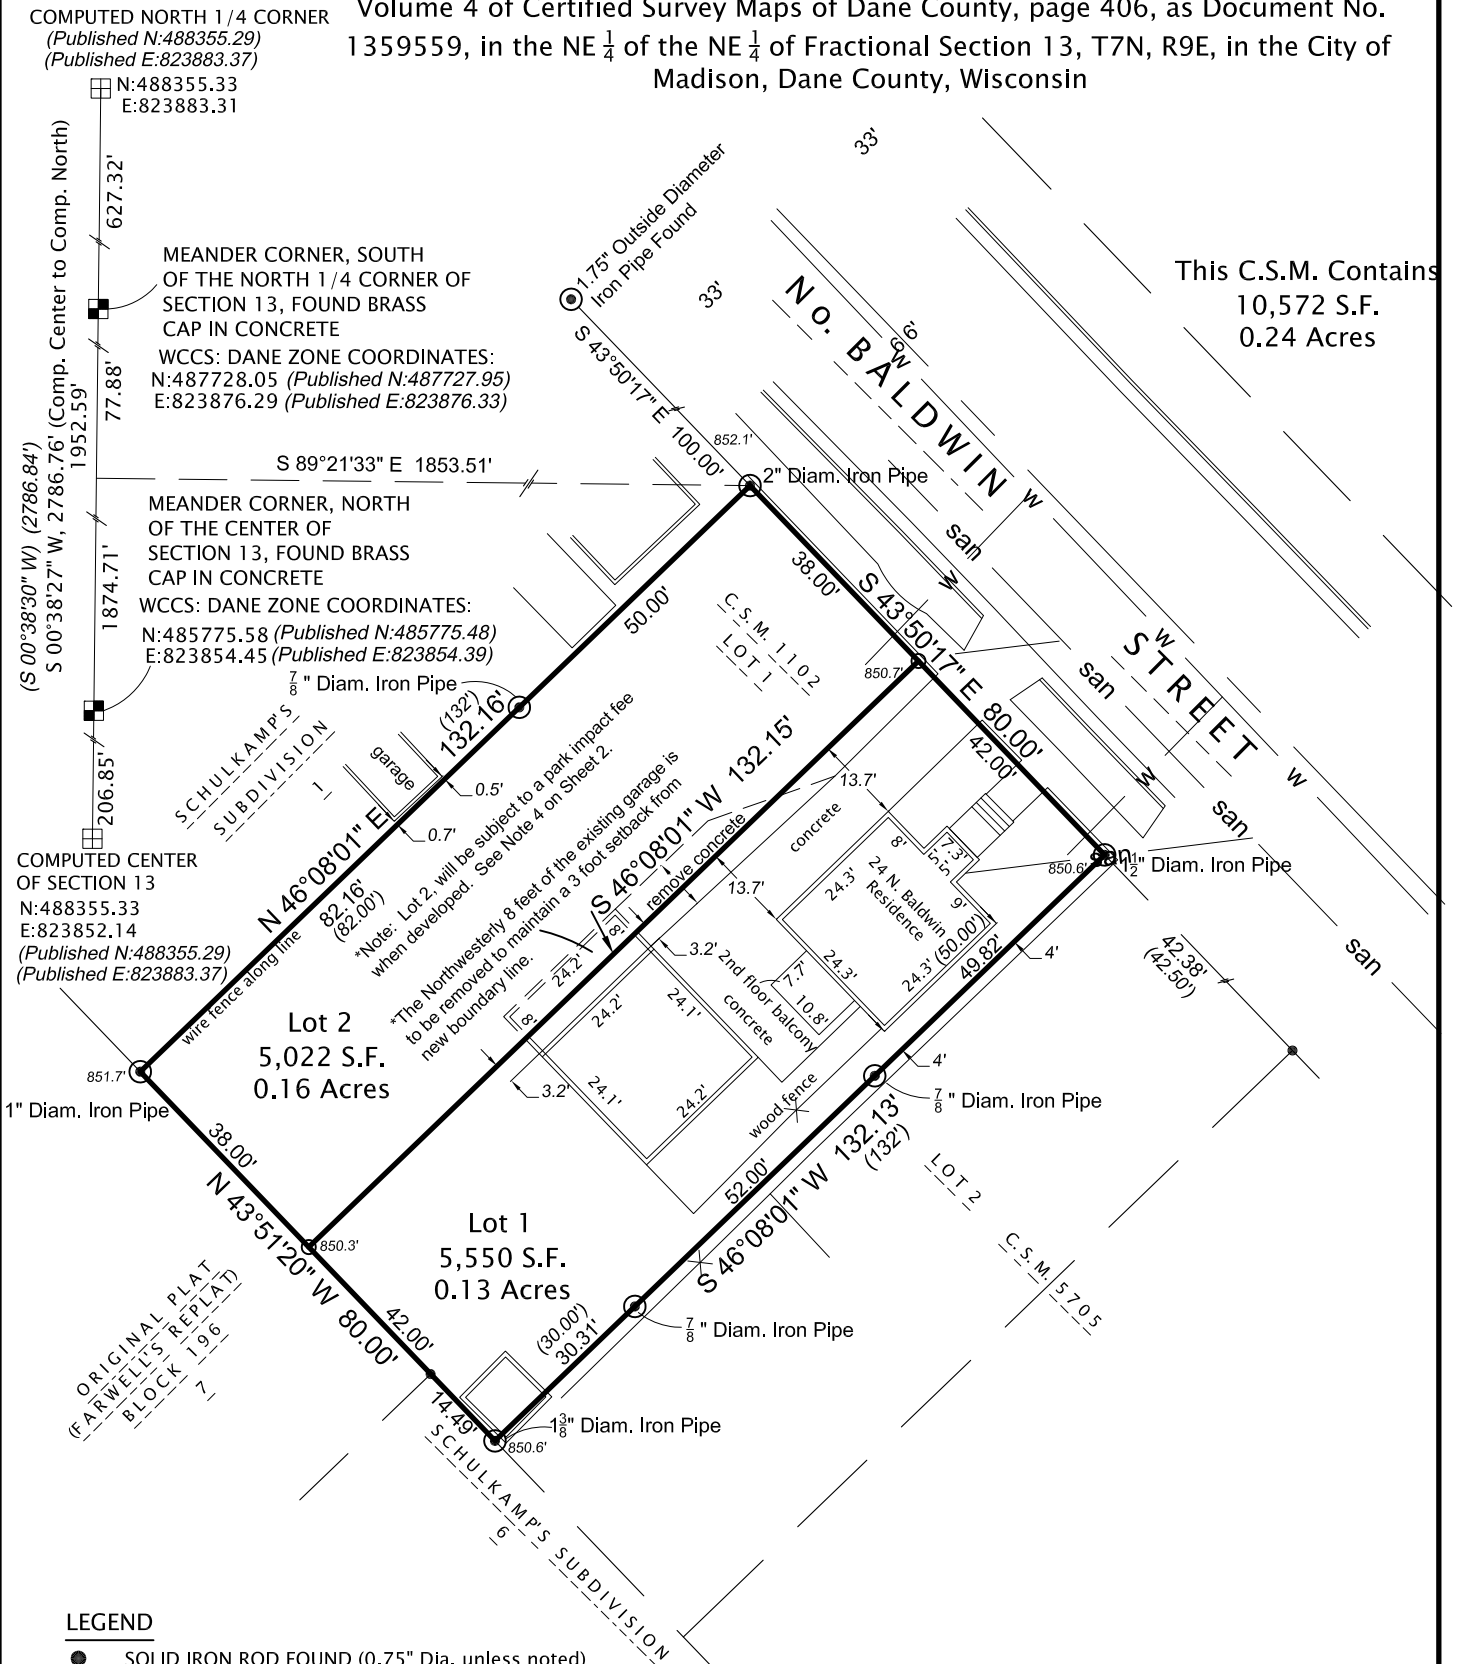 COMPUTED NORTH 1/4 CORNER
(Published N:488355.29)
(Published E:823883.37)
N:488355.33
E:823883.31
Volume 4 of Certified Survey Maps of Dane County, page 406, as Document No.
1359559, in the NE 1/4 of the NE 1/4 of Fractional Section 13, T7N, R9E, in the City of
Madison, Dane County, Wisconsin
627.32'
MEANDER CORNER, SOUTH
OF THE NORTH 1/4 CORNER OF
SECTION 13, FOUND BRASS
CAP IN CONCRETE
WCCS: DANE ZONE COORDINATES:
N:487728.05 (Published N:487727.95)
E:823876.29 (Published E:823876.33)
(S 00°38'30" W) (2786.84')
S 00°38'27" W, 2786.76' (Comp. Center to Comp. North)
1952.59'
77.88'
S 89°21'33" E 1853.51'
MEANDER CORNER, NORTH
OF THE CENTER OF
SECTION 13, FOUND BRASS
CAP IN CONCRETE
WCCS: DANE ZONE COORDINATES:
N:485775.58 (Published N:485775.48)
E:823854.45 (Published E:823854.39)
1874.71'
206.85'
COMPUTED CENTER
OF SECTION 13
N:488355.33
E:823852.14
(Published N:488355.29)
(Published E:823883.37)
1.75" Outside Diameter
Iron Pipe Found
33'
33'
66'
This C.S.M. Contains
10,572 S.F.
0.24 Acres
No. BALDWIN
STREET
W
W
W
W
W
W
san
san
san
san
san
S 43°50'17" E 100.00'
852.1'
2" Diam. Iron Pipe
38.00'
S 43°50'17" E 80.00'
42.00'
50.00'
C.S.M. 1102
LOT 1
850.7'
7/8" Diam. Iron Pipe
(132')
132.16'
N 46°08'01" E
82.16'
(82.00')
wire fence along line
SCHULKAMP'S
SUBDIVISION
1
garage
0.5'
0.7'
*Note: Lot 2, will be subject to a park impact fee
when developed. See Note 4 on Sheet 2.
*The Northwesterly 8 feet of the existing garage is
to be removed to maintain a 3 foot setback from
new boundary line.
S 46°08'01" W 132.15'
remove concrete
13.7'
13.7'
concrete
8'
7.3'
5.5'
9'
24 N. Baldwin
Residence
24.3'
24.3'
24.3'
(50.00')
49.82'
850.6'
1 1/2" Diam. Iron Pipe
4'
4'
42.38'
(42.50')
3.2'
2nd floor balcony
7.7'
10.8'
concrete
8'
24.2'
8'
24.2'
24.1'
24.1'
24.2'
3.2'
wood fence
7/8" Diam. Iron Pipe
52.00'
S 46°08'01" W 132.13'
(132')
LOT 2
C.S.M. 5705
Lot 2
5,022 S.F.
0.16 Acres
851.7'
1" Diam. Iron Pipe
38.00'
N 43°51'20" W 80.00'
850.3'
42.00'
Lot 1
5,550 S.F.
0.13 Acres
7/8" Diam. Iron Pipe
(30.00')
30.31'
14.49'
1 3/8" Diam. Iron Pipe
850.6'
ORIGINAL PLAT
(FARWELL'S REPLAT)
BLOCK 196
7
SCHULKAMP'S SUBDIVISION
6
LEGEND
SOLID IRON ROD FOUND (0.75" Dia. unless noted)